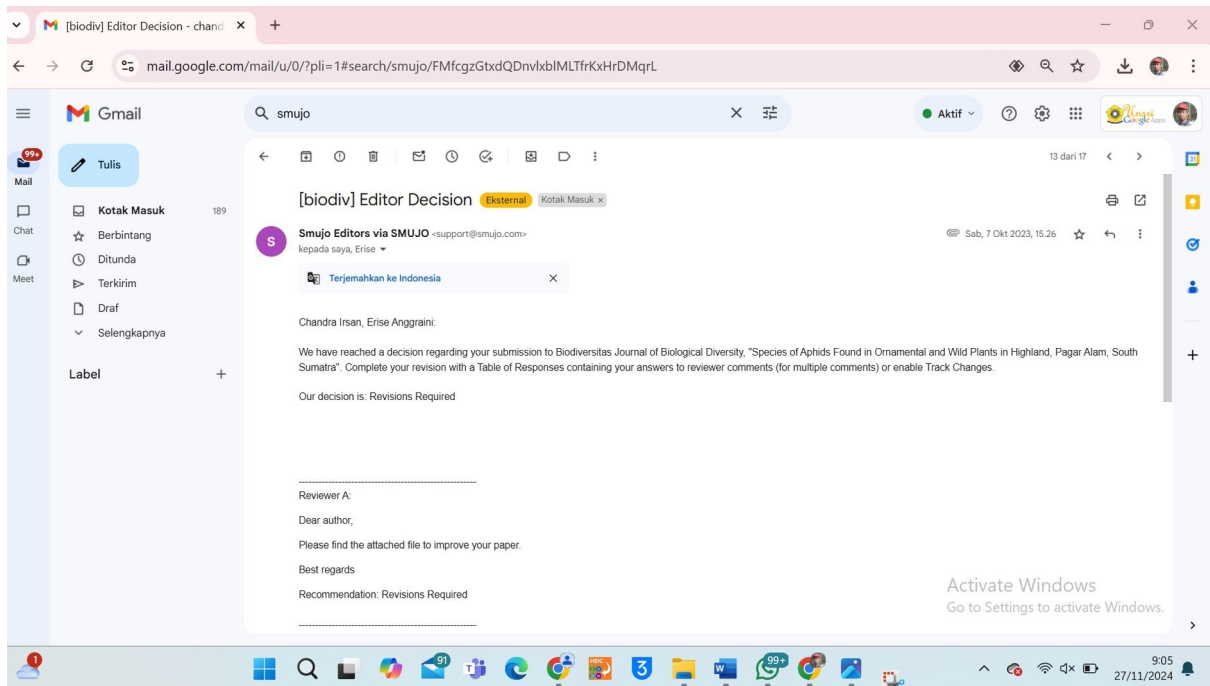 [biodiv] Editor Decision - chand
mail.google.com/mail/u/0/?pli=1#search/smujo/FMfcgzGtxdQDnvlxblMLTfrKxHrDMqrL
Gmail
smujo
Aktif
Unsri
Google Apps
99+
Mail
Tulis
13 dari 17
Chat
Meet
Kotak Masuk 189
Berbintang
Ditunda
Terkirim
Draf
Selengkapnya
Label
[biodiv] Editor Decision Eksternal Kotak Masuk ×
Smujo Editors via SMUJO <support@smujo.com> Sab, 7 Okt 2023, 15.26
kepada saya, Erise
Terjemahkan ke Indonesia
Chandra Irsan, Erise Anggraini:
We have reached a decision regarding your submission to Biodiversitas Journal of Biological Diversity, "Species of Aphids Found in Ornamental and Wild Plants in Highland, Pagar Alam, South
Sumatra". Complete your revision with a Table of Responses containing your answers to reviewer comments (for multiple comments) or enable Track Changes.
Our decision is: Revisions Required
------------------------------------------------------
Reviewer A:
Dear author,
Please find the attached file to improve your paper.
Best regards
Recommendation: Revisions Required
------------------------------------------------------
Activate Windows
Go to Settings to activate Windows.
1
91
HEIC
3
99+
9:05
27/11/2024